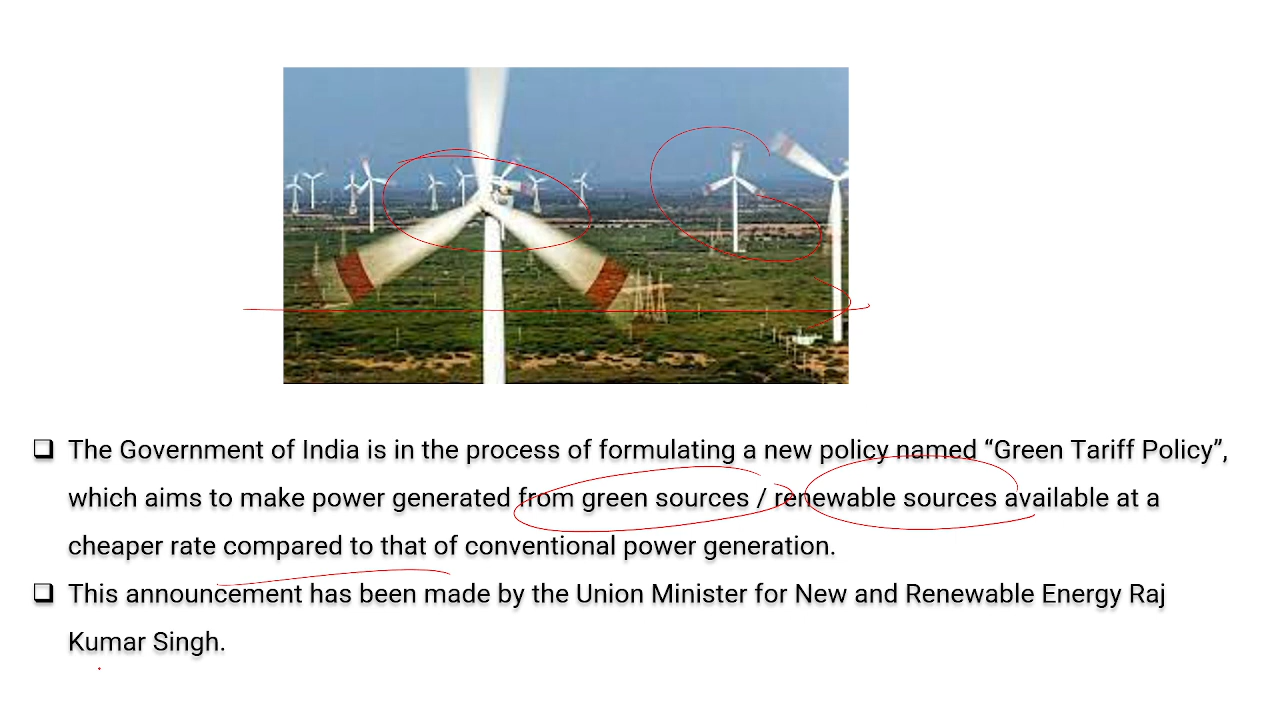 ❑ The Government of India is in the process of formulating a new policy named “Green Tariff Policy”,
which aims to make power generated from green sources / renewable sources available at a
cheaper rate compared to that of conventional power generation.
❑ This announcement has been made by the Union Minister for New and Renewable Energy Raj
Kumar Singh.